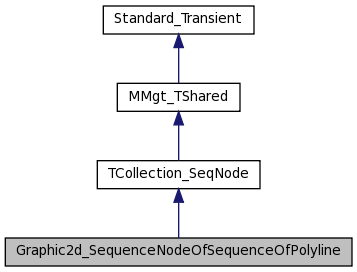 Standard_Transient
MMgt_TShared
TCollection_SeqNode
Graphic2d_SequenceNodeOfSequenceOfPolyline